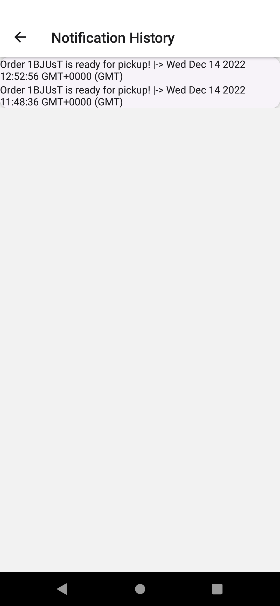 Notification History
Order 1BJUsT is ready for pickup! |-> Wed Dec 14 2022
12:52:56 GMT+0000 (GMT)
Order 1BJUsT is ready for pickup! |-> Wed Dec 14 2022
11:48:36 GMT+0000 (GMT)